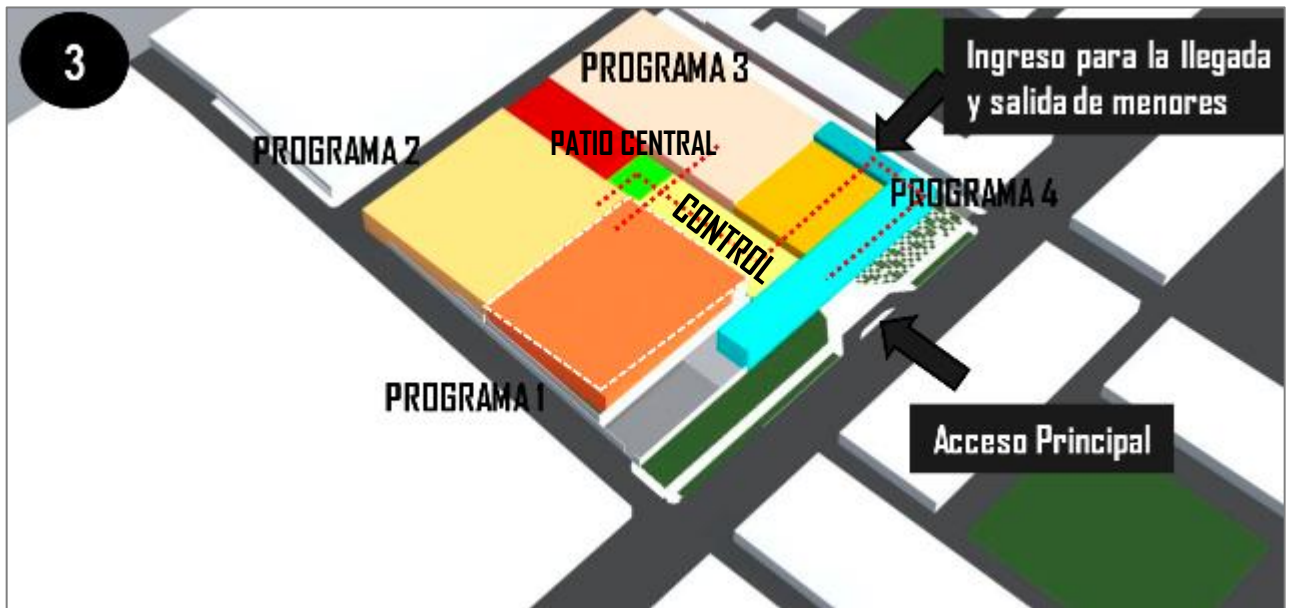 3
PROGRAMA 3
Ingreso para la llegada
y salida de menores
PROGRAMA 2
PATIO CENTRAL
PROGRAMA 4
CONTROL
PROGRAMA 1
Acceso Principal